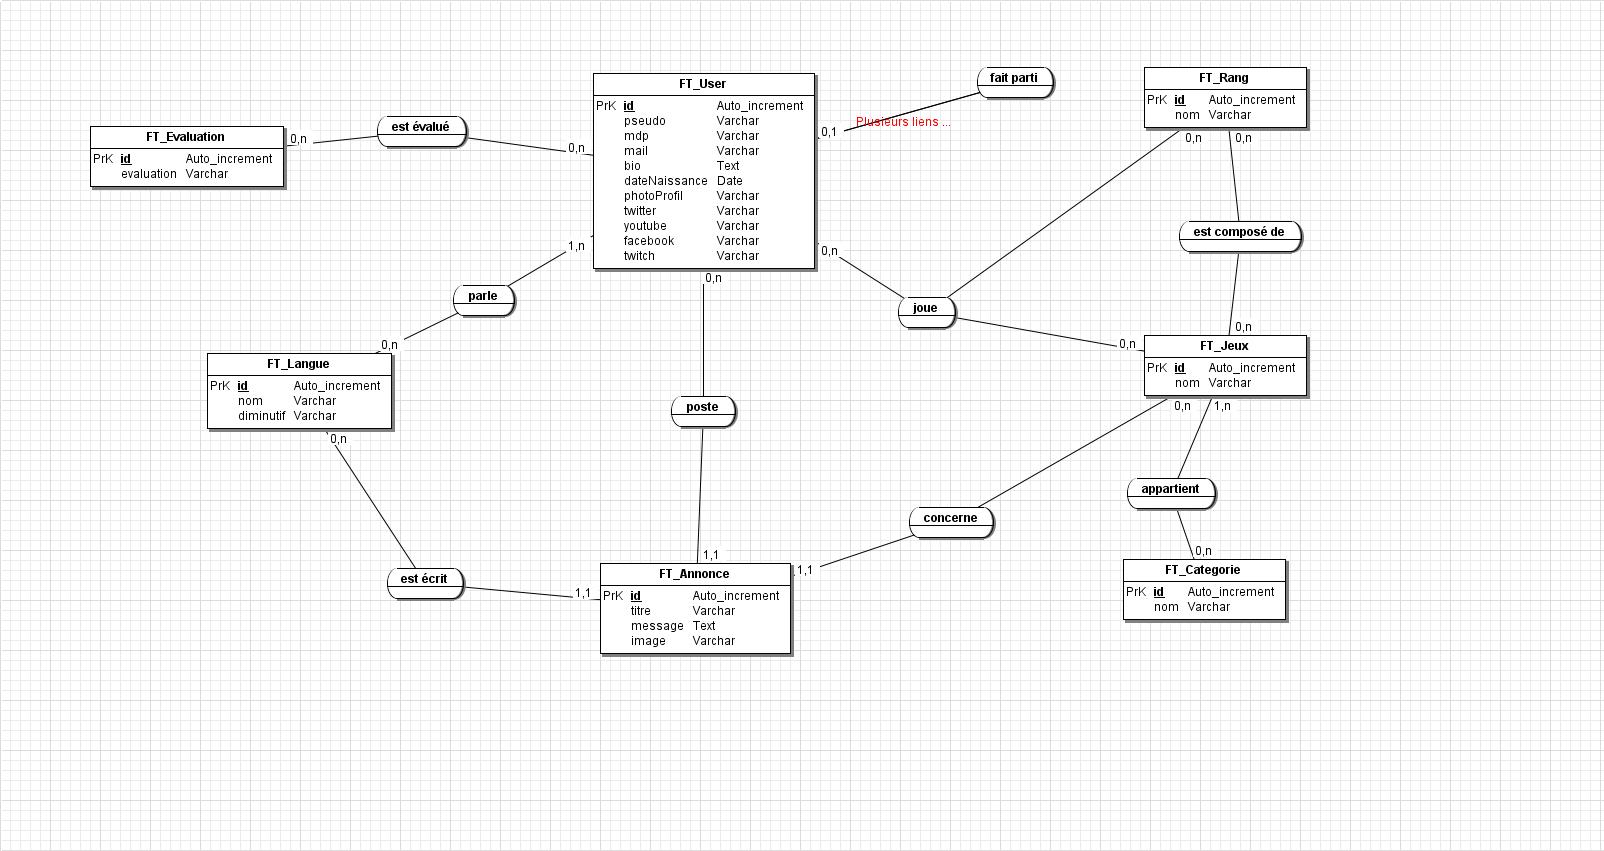 fait parti
FT_Rang
PrK id Auto_increment
nom Varchar
FT_User
PrK id Auto_increment
pseudo Varchar
mdp Varchar
mail Varchar
bio Text
dateNaissance Date
photoProfil Varchar
twitter Varchar
youtube Varchar
facebook Varchar
twitch Varchar
0,1
Plusieurs liens ...
est évalué
FT_Evaluation
PrK id Auto_increment
evaluation Varchar
0,n
0,n
0,n
0,n
est composé de
1,n
0,n
0,n
parle
joue
0,n
0,n
0,n
FT_Langue
PrK id Auto_increment
nom Varchar
diminutif Varchar
FT_Jeux
PrK id Auto_increment
nom Varchar
poste
0,n
1,n
0,n
appartient
concerne
1,1
0,n
FT_Categorie
PrK id Auto_increment
nom Varchar
1,1
est écrit
1,1
FT_Annonce
PrK id Auto_increment
titre Varchar
message Text
image Varchar